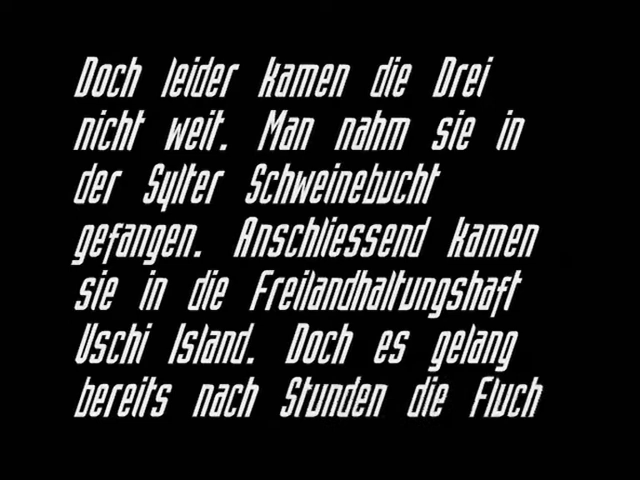 Doch leider kamen die Drei
nicht weit. Man nahm sie in
der Sylter Schweinebucht
gefangen. Anschliessend kamen
sie in die Freilandhaltungshaft
Uschi Island. Doch es gelang
bereits nach Stunden die Fluch